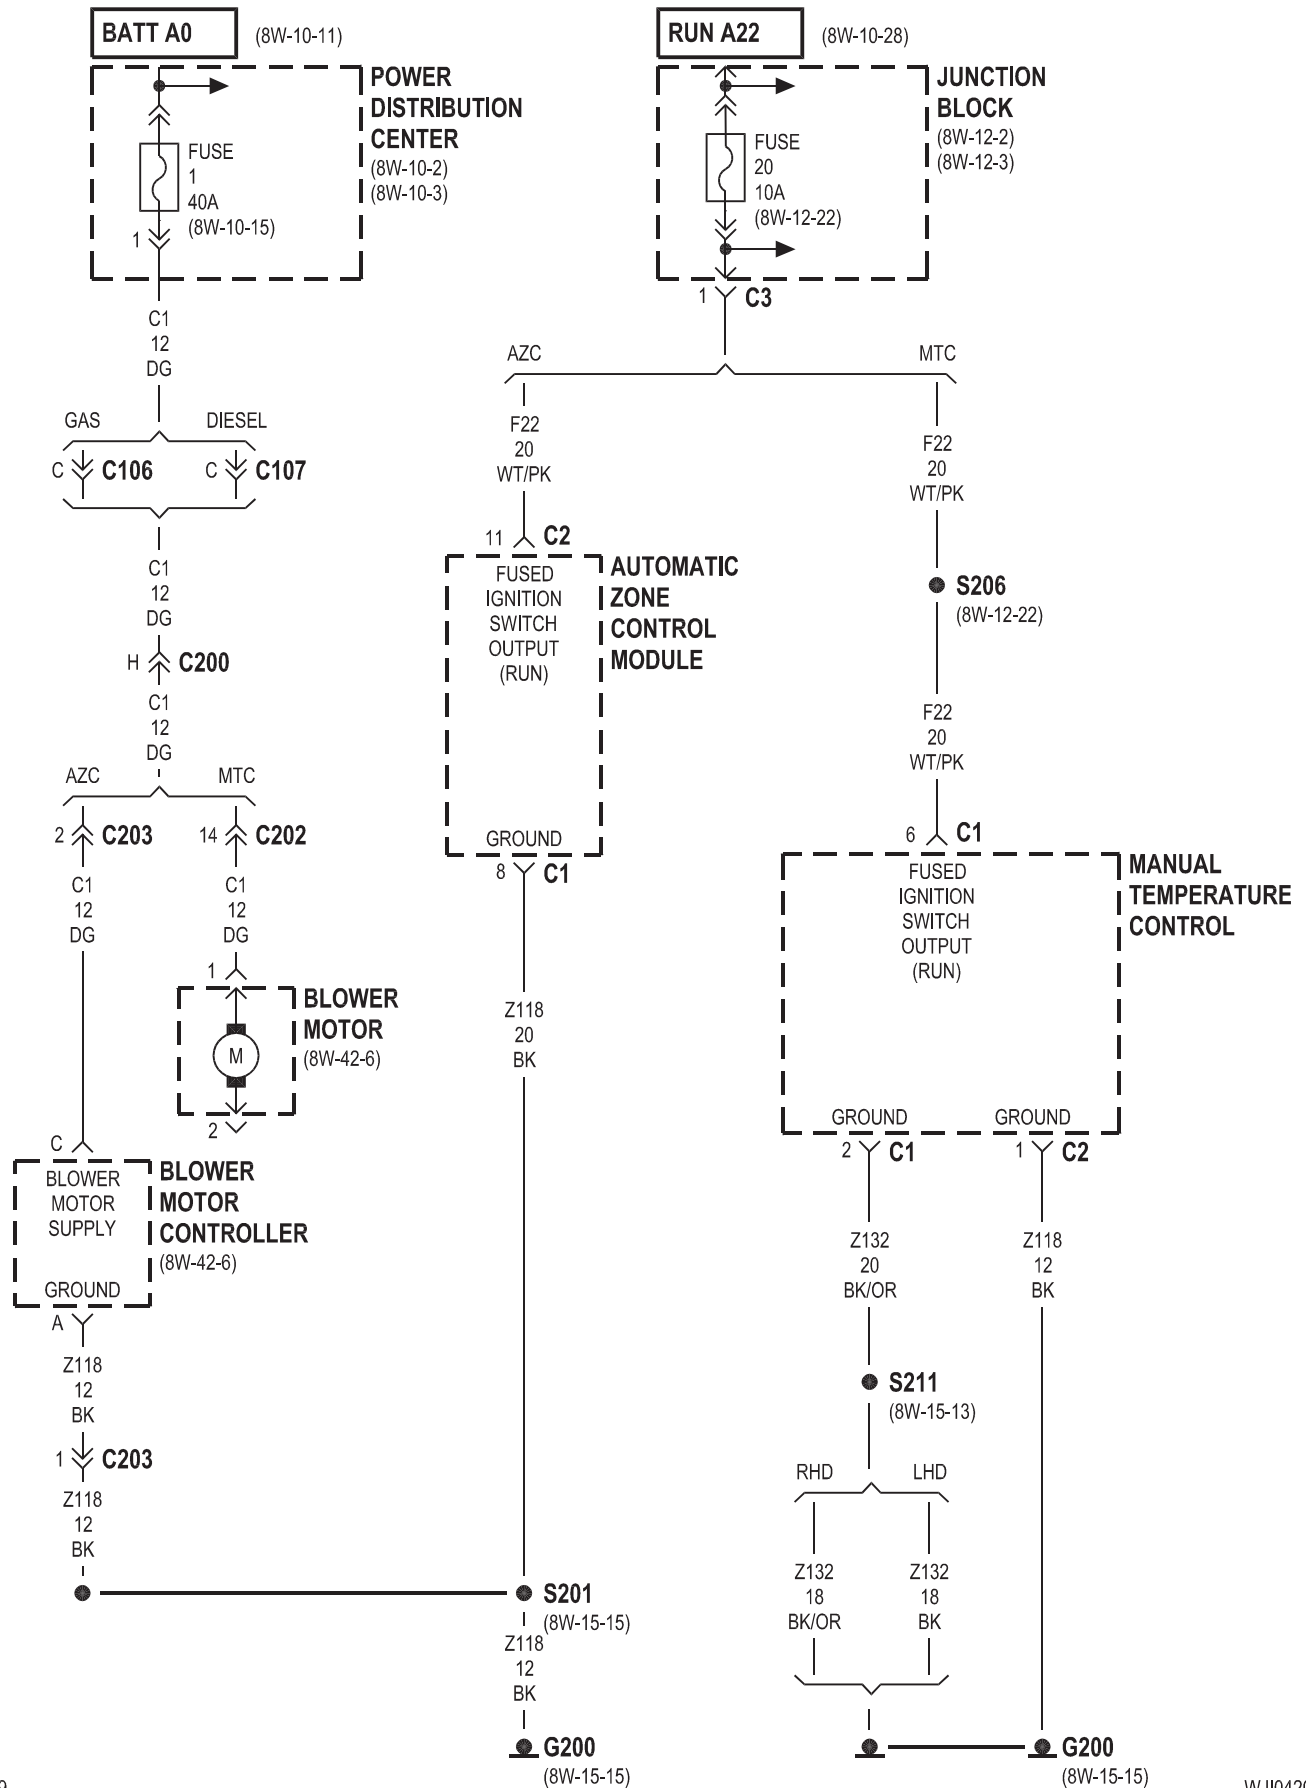 BATT A0
(8W-10-11)
RUN A22
(8W-10-28)
POWER
DISTRIBUTION
CENTER
(8W-10-2)
(8W-10-3)
FUSE
1
40A
(8W-10-15)
1
JUNCTION
BLOCK
(8W-12-2)
(8W-12-3)
FUSE
20
10A
(8W-12-22)
1
C3
C1
12
DG
GAS
DIESEL
C
C106
C
C107
C1
12
DG
H
C200
C1
12
DG
AZC
MTC
2
C203
14
C202
C1
12
DG
C1
12
DG
1
BLOWER
MOTOR
(8W-42-6)
M
2
C
BLOWER
MOTOR
SUPPLY
GROUND
BLOWER
MOTOR
CONTROLLER
(8W-42-6)
A
Z118
12
BK
1
C203
Z118
12
BK
AZC
MTC
F22
20
WT/PK
11
C2
FUSED
IGNITION
SWITCH
OUTPUT
(RUN)
AUTOMATIC
ZONE
CONTROL
MODULE
GROUND
8
C1
Z118
20
BK
S201
(8W-15-15)
Z118
12
BK
G200
(8W-15-15)
F22
20
WT/PK
S206
(8W-12-22)
F22
20
WT/PK
6
C1
FUSED
IGNITION
SWITCH
OUTPUT
(RUN)
MANUAL
TEMPERATURE
CONTROL
GROUND
GROUND
2
C1
1
C2
Z132
20
BK/OR
Z118
12
BK
S211
(8W-15-13)
RHD
LHD
Z132
18
BK/OR
Z132
18
BK
G200
(8W-15-15)